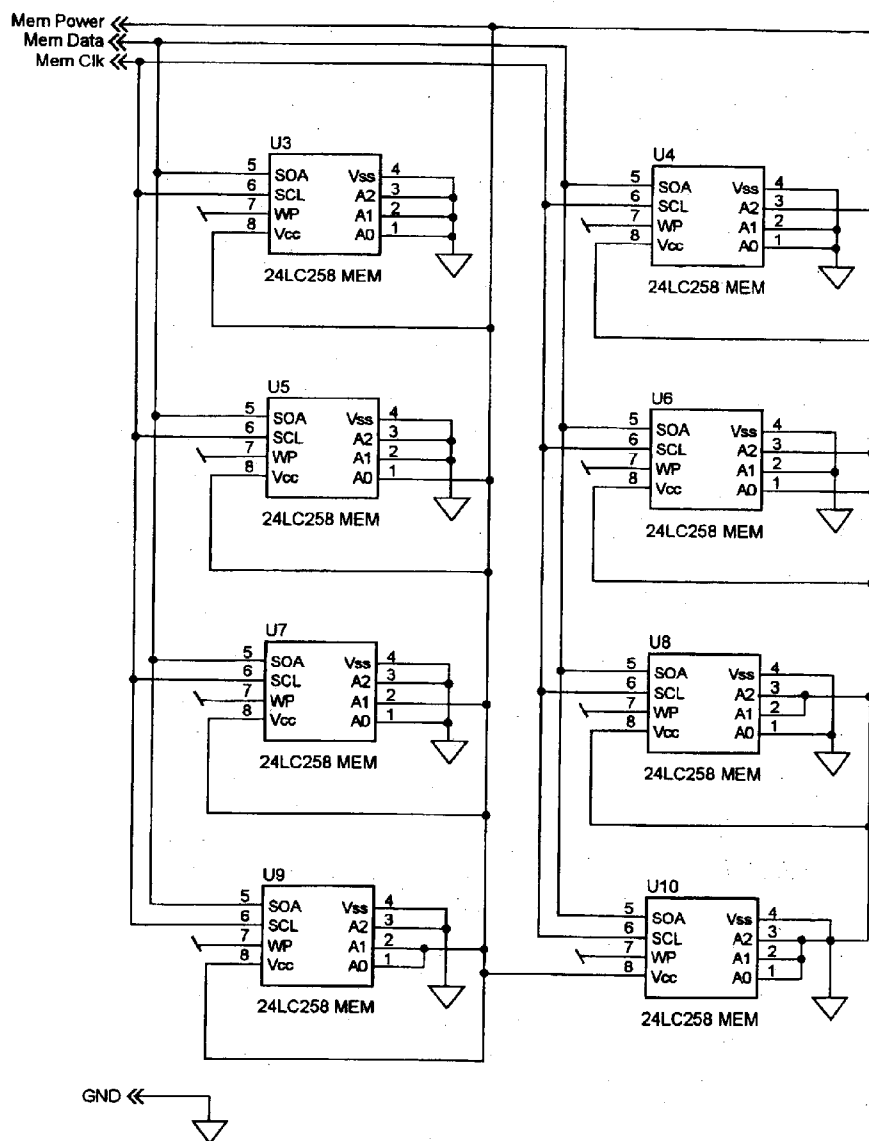 Mem Power
Mem Data
Mem Clk
U3
5 SOA Vss 4
6 SCL A2 3
7 WP A1 2
8 Vcc A0 1
24LC258 MEM
U4
5 SOA Vss 4
6 SCL A2 3
7 WP A1 2
8 Vcc A0 1
24LC258 MEM
U5
5 SOA Vss 4
6 SCL A2 3
7 WP A1 2
8 Vcc A0 1
24LC258 MEM
U6
5 SOA Vss 4
6 SCL A2 3
7 WP A1 2
8 Vcc A0 1
24LC258 MEM
U7
5 SOA Vss 4
6 SCL A2 3
7 WP A1 2
8 Vcc A0 1
24LC258 MEM
U8
5 SOA Vss 4
6 SCL A2 3
7 WP A1 2
8 Vcc A0 1
24LC258 MEM
U9
5 SOA Vss 4
6 SCL A2 3
7 WP A1 2
8 Vcc A0 1
24LC258 MEM
U10
5 SOA Vss 4
6 SCL A2 3
7 WP A1 2
8 Vcc A0 1
24LC258 MEM
GND